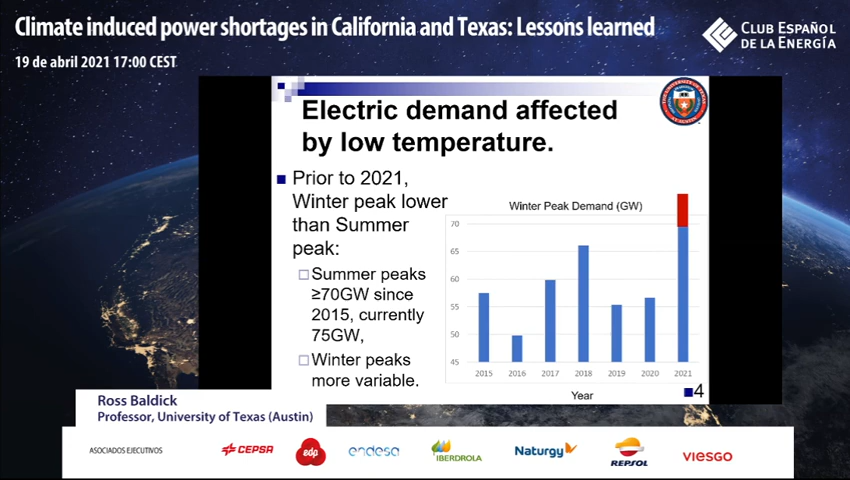 Climate induced power shortages in California and Texas: Lessons learned
19 de abril 2021 17:00 CEST
CLUB ESPAÑOL
DE LA ENERGÍA
Electric demand affected
by low temperature.
Prior to 2021,
Winter peak lower
than Summer
peak:
Summer peaks
≥70GW since
2015, currently
75GW,
Winter peaks
more variable.
Winter Peak Demand (GW)
70
65
60
55
50
45
2015 2016 2017 2018 2019 2020 2021
Year
4
Ross Baldick
Professor, University of Texas (Austin)
ASOCIADOS EJECUTIVOS
CEPSA
edp
endesa
IBERDROLA
Naturgy
REPSOL
VIESGO